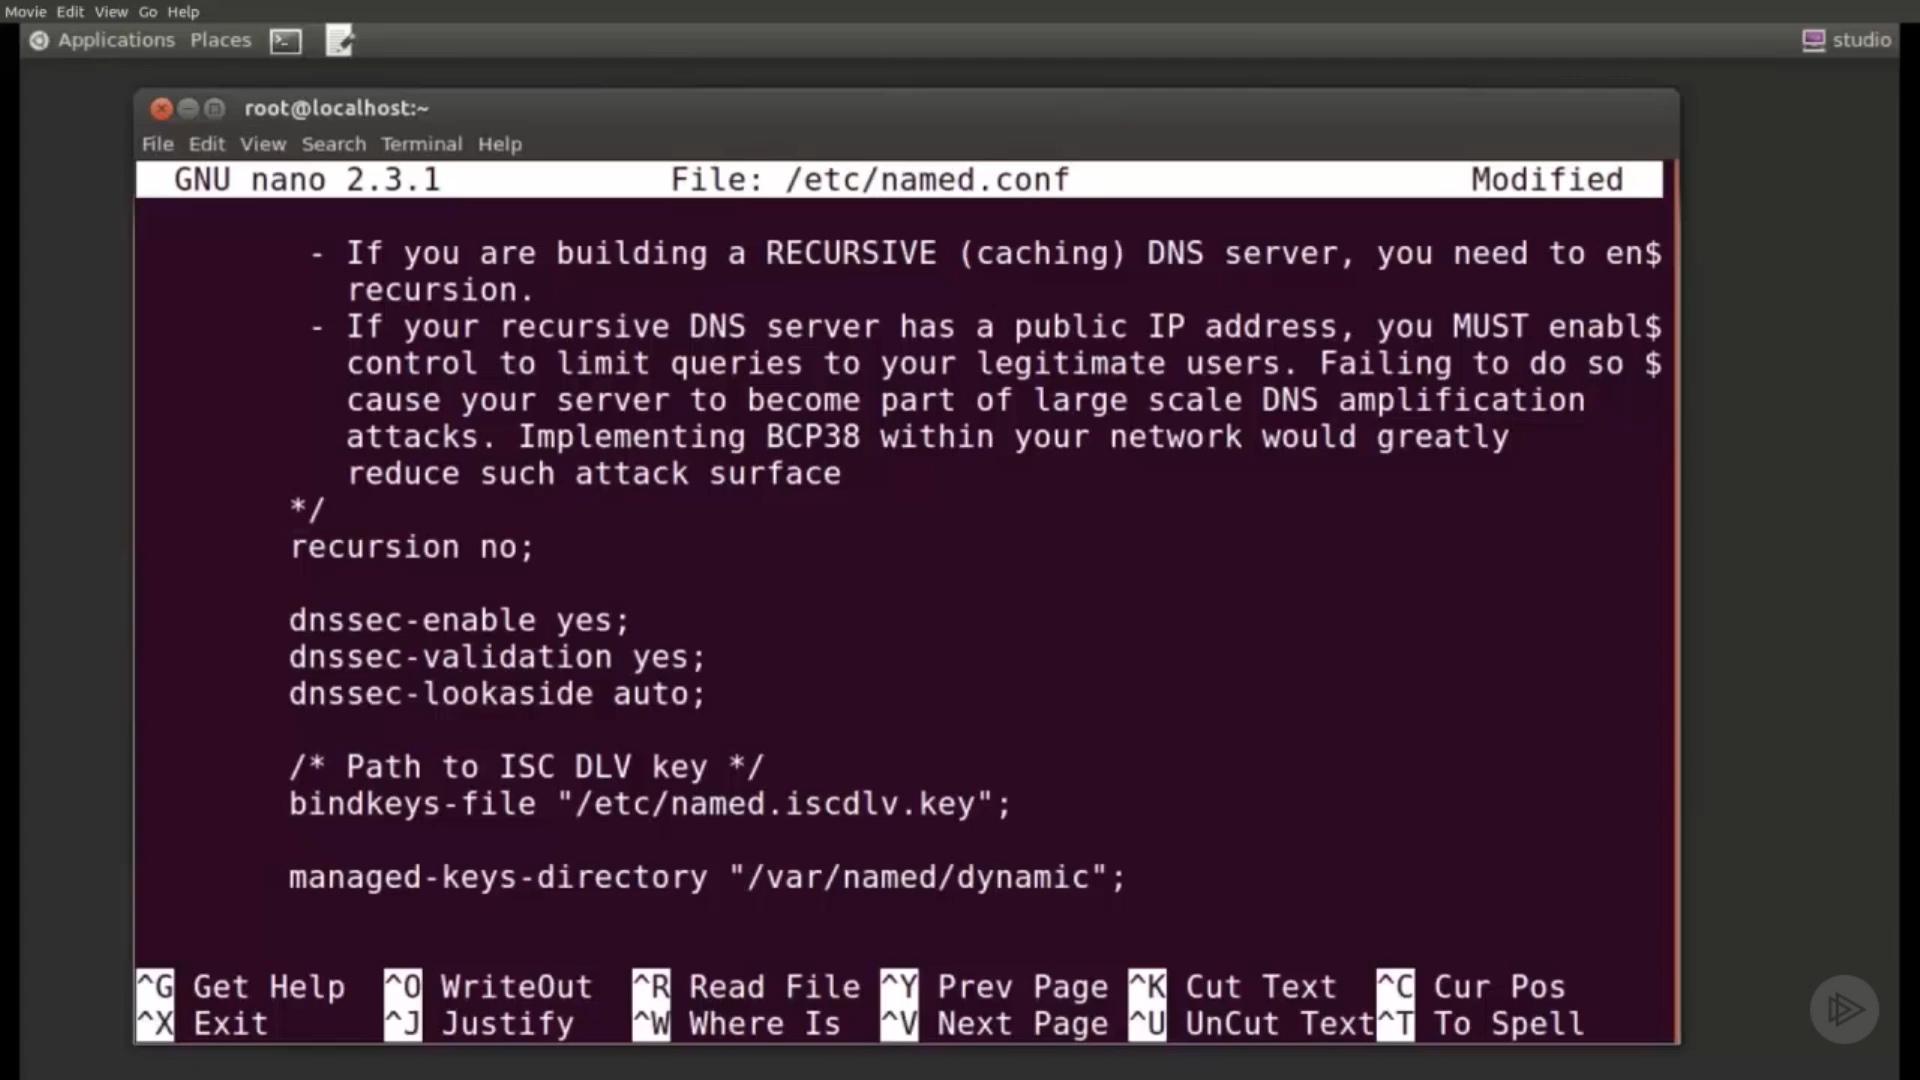 Movie Edit View Go Help
Applications Places studio
root@localhost:~
File Edit View Search Terminal Help
GNU nano 2.3.1 File: /etc/named.conf Modified
- If you are building a RECURSIVE (caching) DNS server, you need to en$
recursion.
- If your recursive DNS server has a public IP address, you MUST enabl$
control to limit queries to your legitimate users. Failing to do so $
cause your server to become part of large scale DNS amplification
attacks. Implementing BCP38 within your network would greatly
reduce such attack surface
*/
recursion no;
dnssec-enable yes;
dnssec-validation yes;
dnssec-lookaside auto;
/* Path to ISC DLV key */
bindkeys-file "/etc/named.iscdlv.key";
managed-keys-directory "/var/named/dynamic";
^G Get Help ^O WriteOut ^R Read File ^Y Prev Page ^K Cut Text ^C Cur Pos
^X Exit ^J Justify ^W Where Is ^V Next Page ^U UnCut Text ^T To Spell